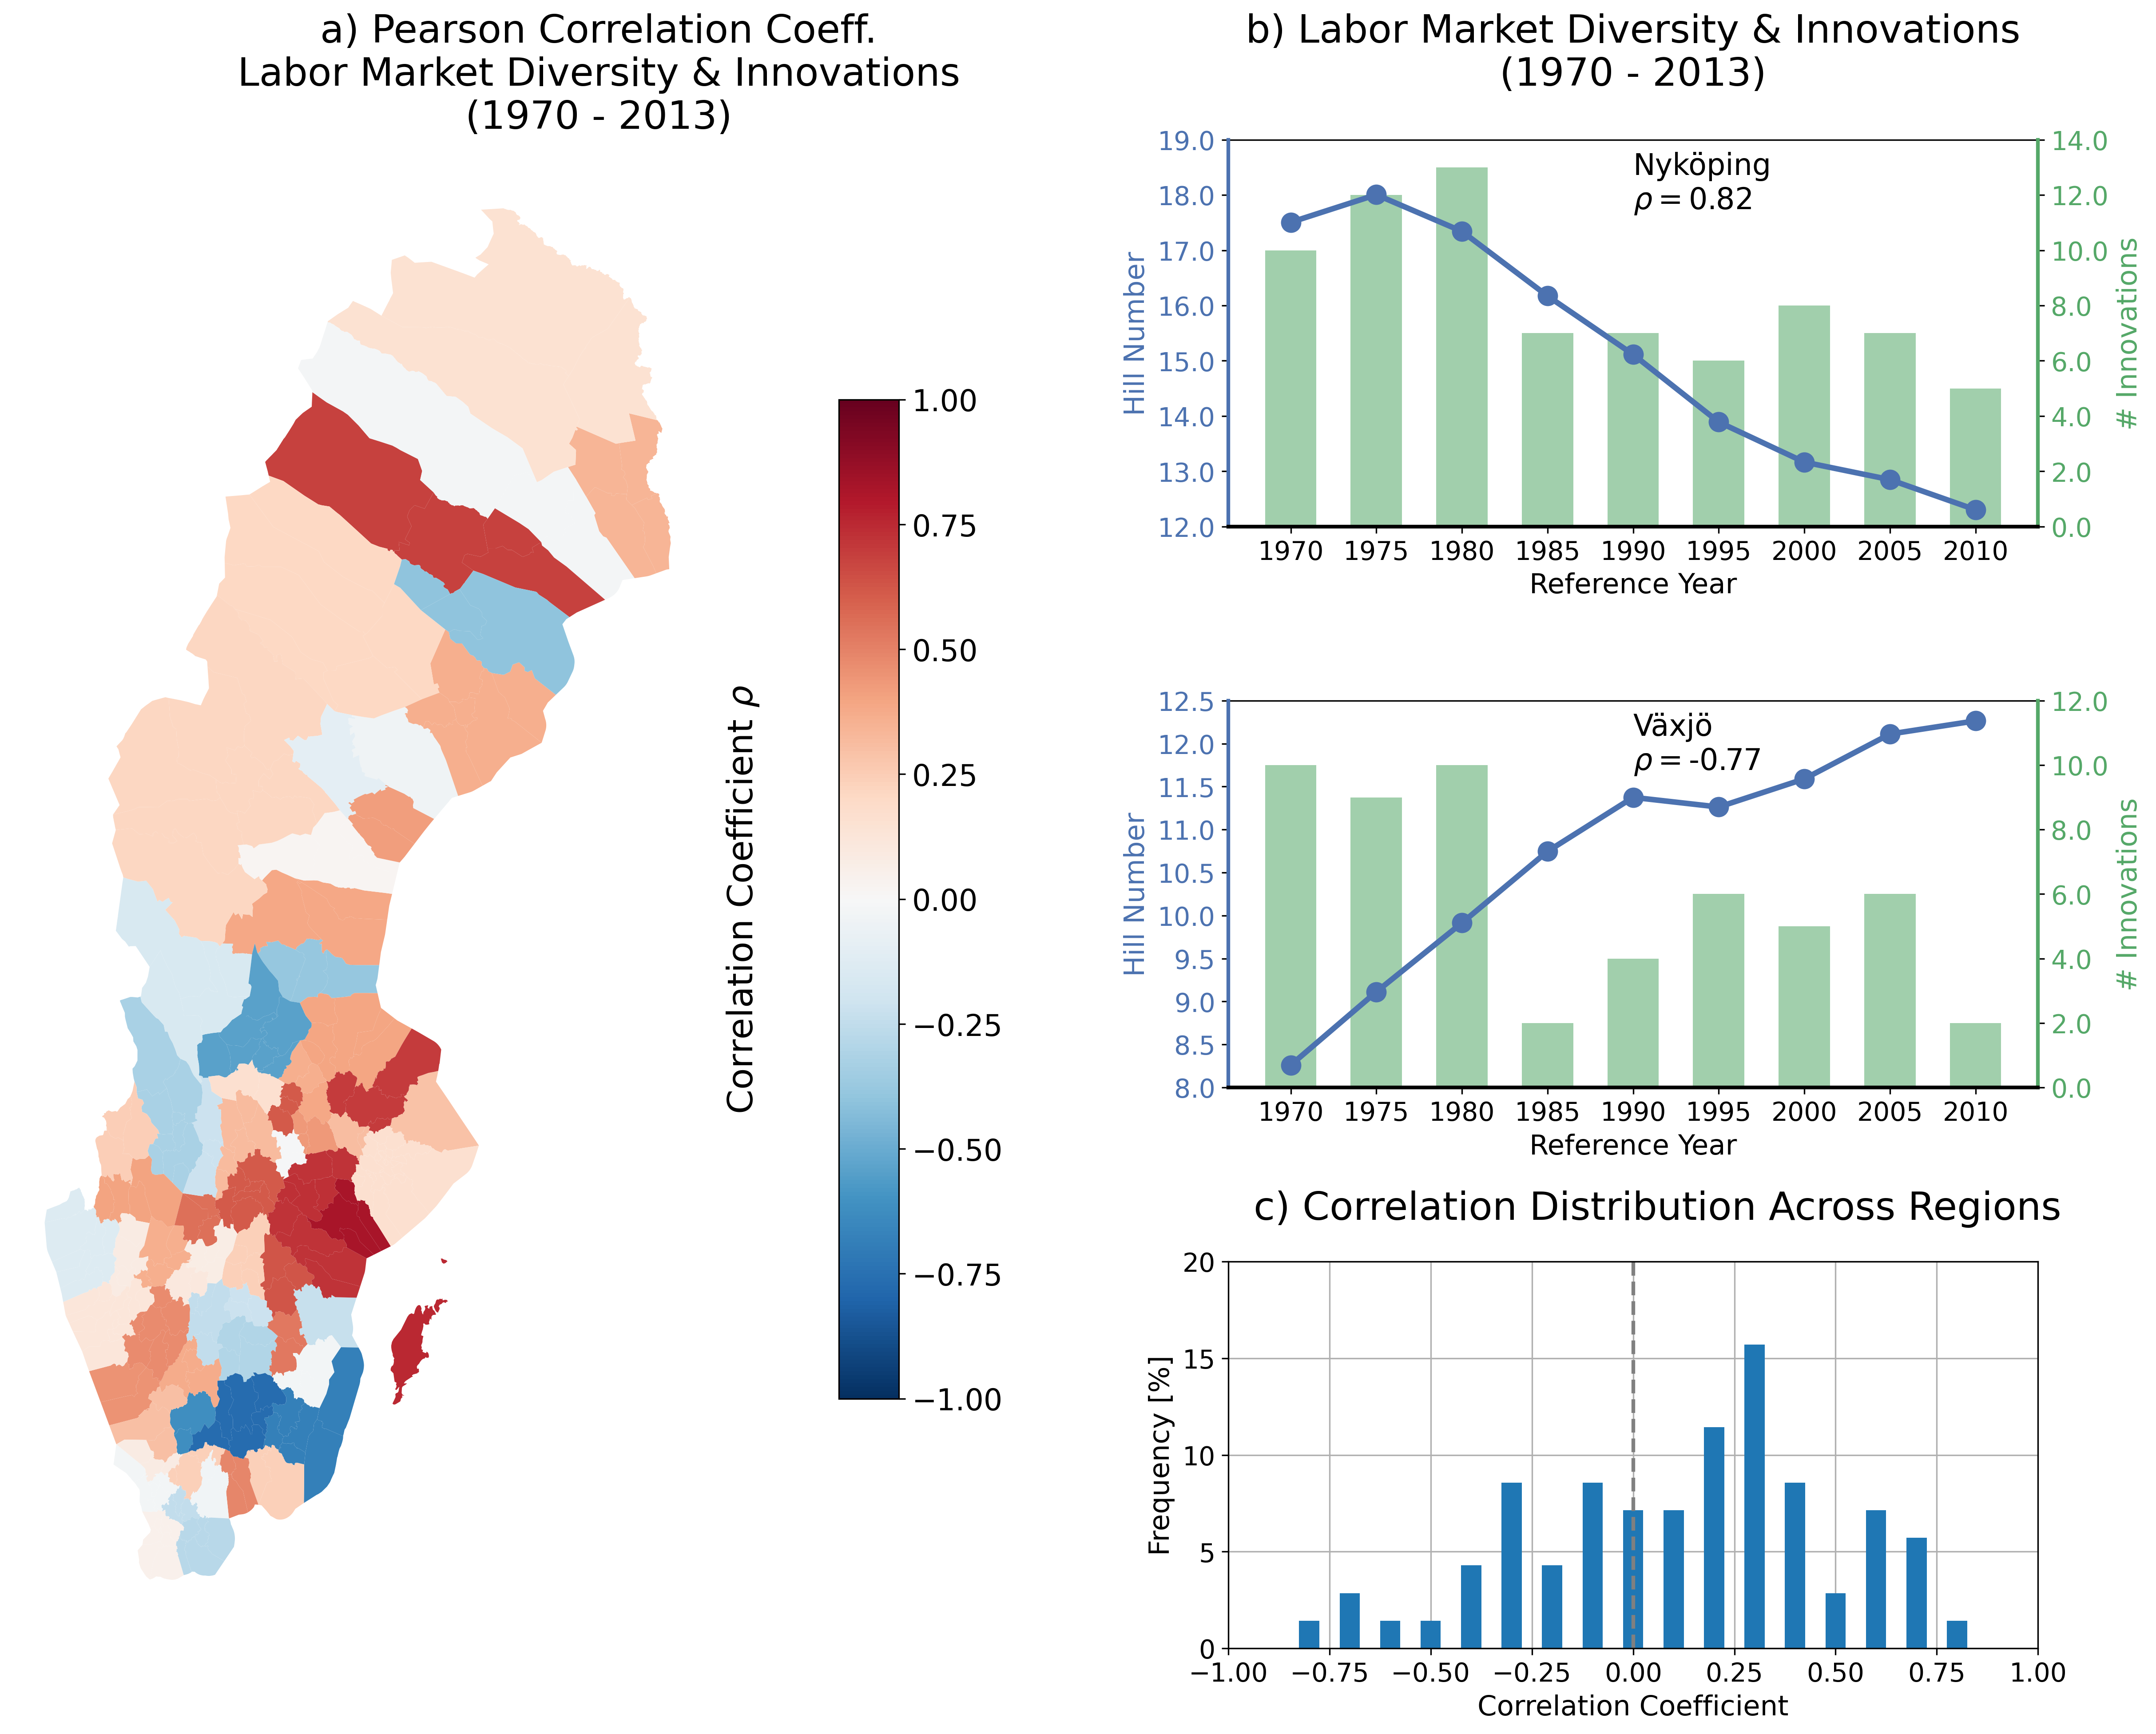 a) Pearson Correlation Coeff.
Labor Market Diversity & Innovations
(1970 - 2013)
1.00
0.75
0.50
0.25
0.00
−0.25
−0.50
−0.75
−1.00
Correlation Coefficient ρ
b) Labor Market Diversity & Innovations
(1970 - 2013)
Nyköping
ρ = 0.82
19.0
18.0
17.0
16.0
15.0
14.0
13.0
12.0
Hill Number
14.0
12.0
10.0
8.0
6.0
4.0
2.0
0.0
# Innovations
1970 1975 1980 1985 1990 1995 2000 2005 2010
Reference Year
Växjö
ρ = -0.77
12.5
12.0
11.5
11.0
10.5
10.0
9.5
9.0
8.5
8.0
Hill Number
12.0
10.0
8.0
6.0
4.0
2.0
0.0
# Innovations
1970 1975 1980 1985 1990 1995 2000 2005 2010
Reference Year
c) Correlation Distribution Across Regions
20
15
10
5
0
Frequency [%]
−1.00 −0.75 −0.50 −0.25 0.00 0.25 0.50 0.75 1.00
Correlation Coefficient